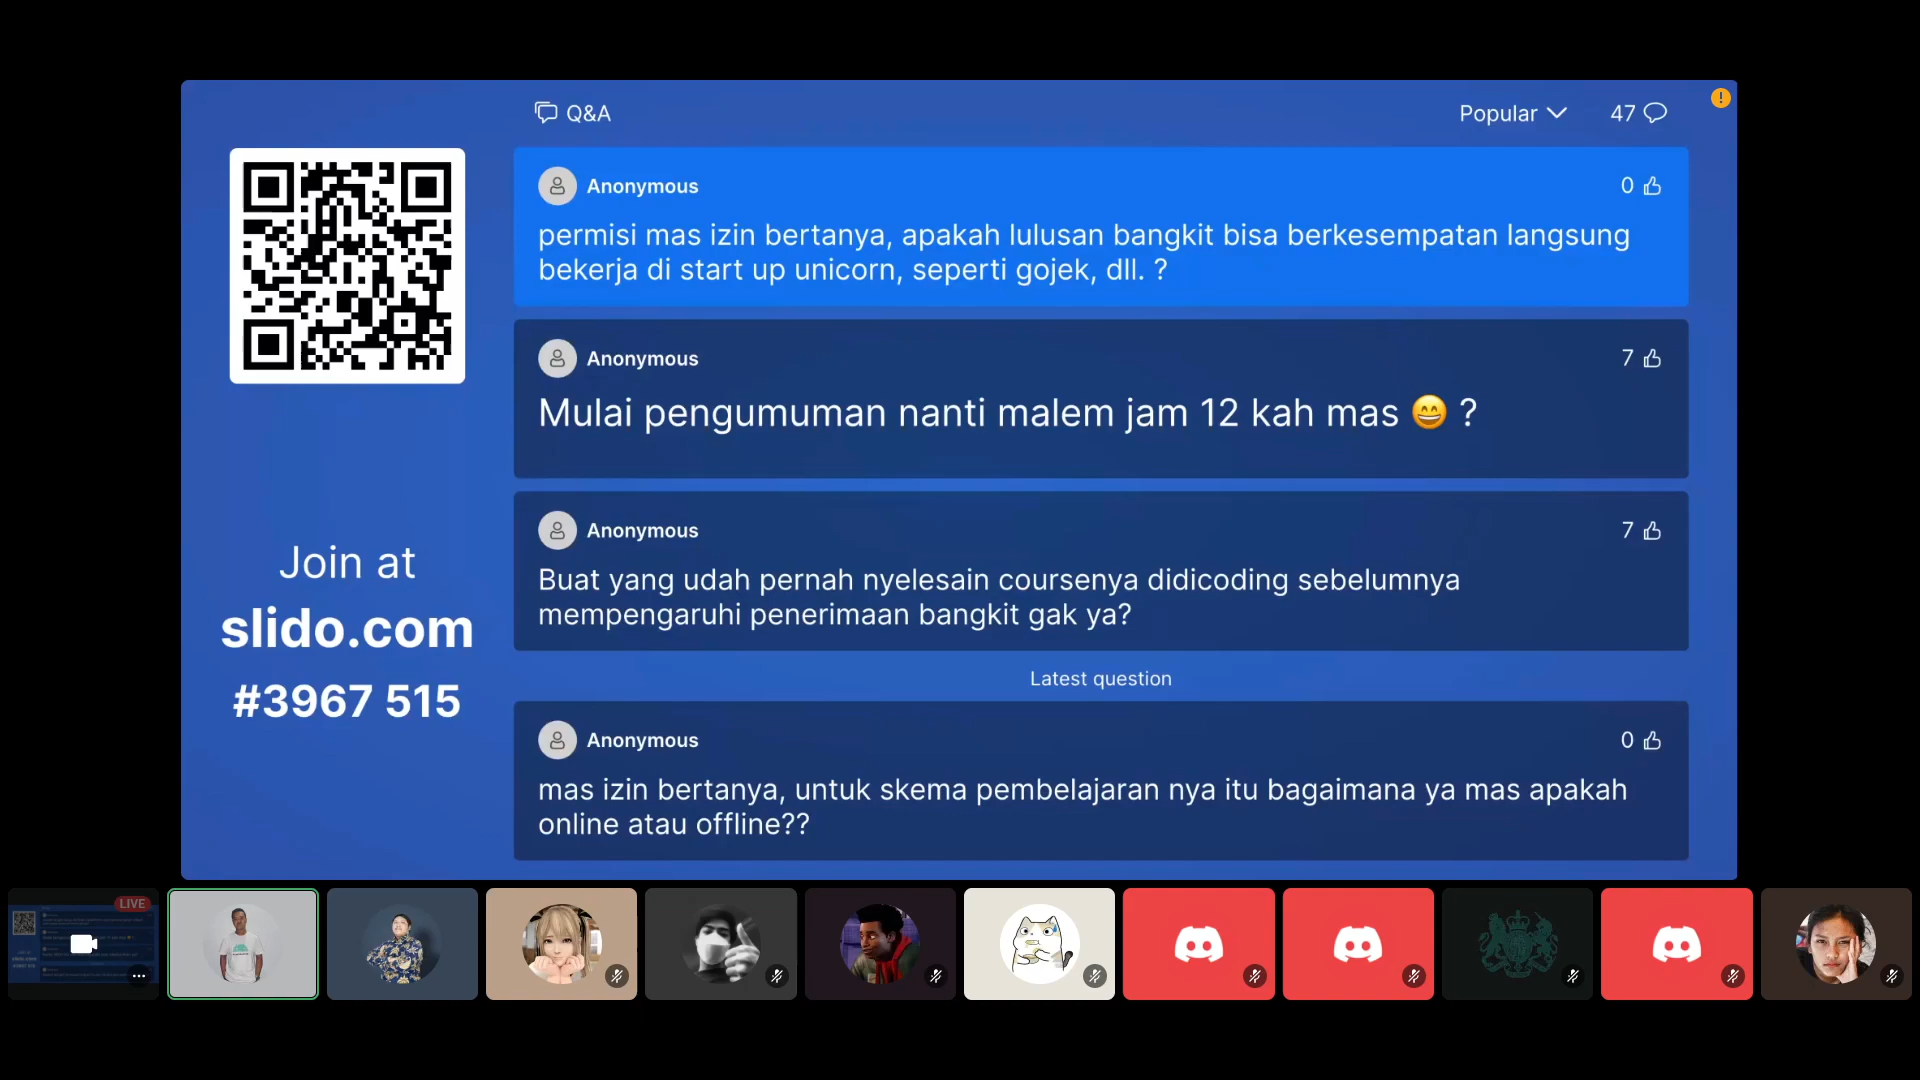 Q&A
Popular
47
Anonymous
0
permisi mas izin bertanya, apakah lulusan bangkit bisa berkesempatan langsung
bekerja di start up unicorn, seperti gojek, dll. ?
Anonymous
7
Mulai pengumuman nanti malem jam 12 kah mas 😄 ?
Anonymous
7
Buat yang udah pernah nyelesain coursenya didicoding sebelumnya
mempengaruhi penerimaan bangkit gak ya?
Latest question
Anonymous
0
mas izin bertanya, untuk skema pembelajaran nya itu bagaimana ya mas apakah
online atau offline??
Join at
slido.com
#3967 515
LIVE